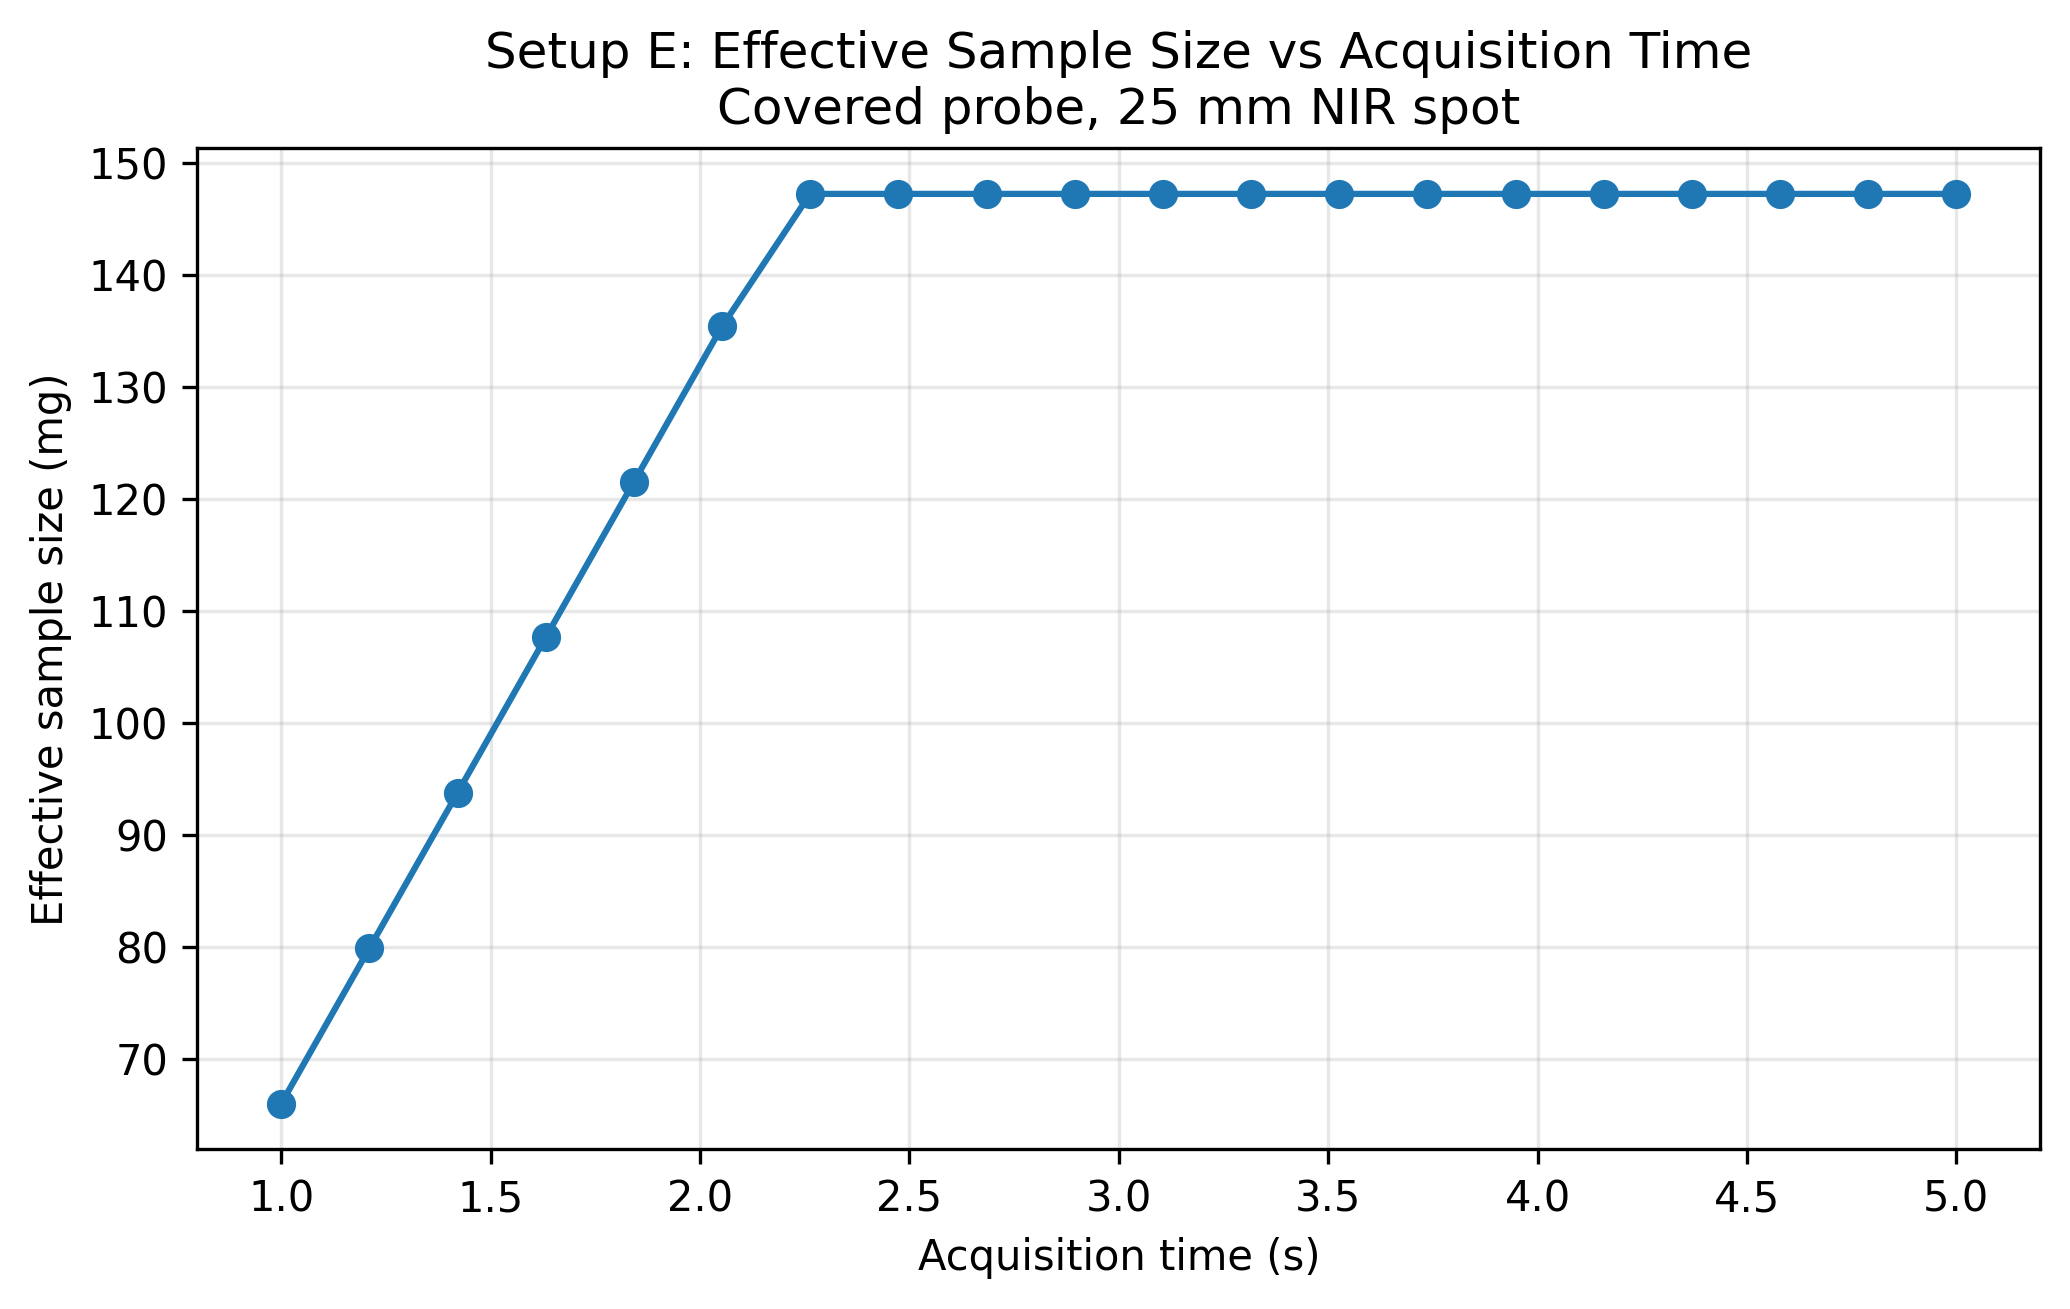 Setup E: Effective Sample Size vs Acquisition Time
Covered probe, 25 mm NIR spot
Effective sample size (mg)
150
140
130
120
110
100
90
80
70
1.0 1.5 2.0 2.5 3.0 3.5 4.0 4.5 5.0
Acquisition time (s)